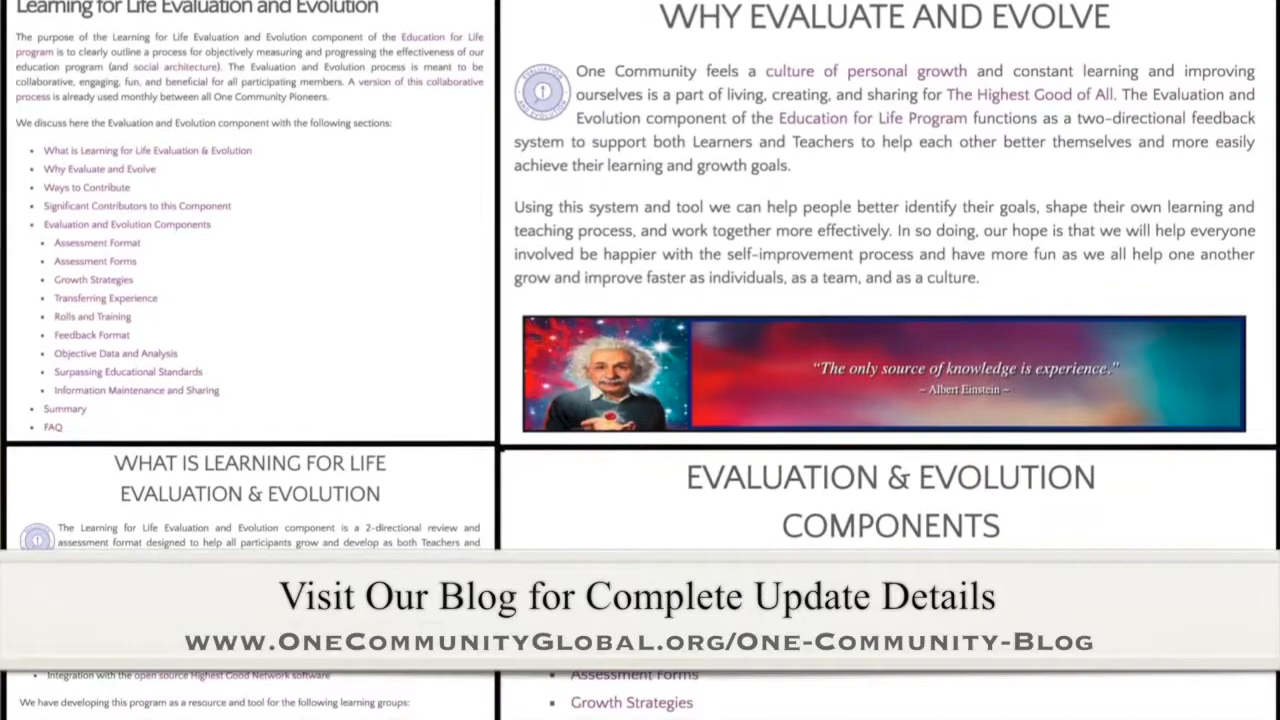 Learning for Life Evaluation and Evolution
The purpose of the Learning for Life Evaluation and Evolution component of the Education for Life
program is to clearly outline a process for objectively measuring and progressing the effectiveness of our
education program (and social architecture). The Evaluation and Evolution process is meant to be
collaborative, engaging, fun, and beneficial for all participating members. A version of this collaborative
process is already used monthly between all One Community Pioneers.
We discuss here the Evaluation and Evolution component with the following sections:
What is Learning for Life Evaluation & Evolution
Why Evaluate and Evolve
Ways to Contribute
Significant Contributors to this Component
Evaluation and Evolution Components
Assessment Format
Assessment Forms
Growth Strategies
Transferring Experience
Rolls and Training
Feedback Format
Objective Data and Analysis
Surpassing Educational Standards
Information Maintenance and Sharing
Summary
FAQ
WHY EVALUATE AND EVOLVE
One Community feels a culture of personal growth and constant learning and improving
ourselves is a part of living, creating, and sharing for The Highest Good of All. The Evaluation and
Evolution component of the Education for Life Program functions as a two-directional feedback
system to support both Learners and Teachers to help each other better themselves and more easily
achieve their learning and growth goals.
Using this system and tool we can help people better identify their goals, shape their own learning and
teaching process, and work together more effectively. In so doing, our hope is that we will help everyone
involved be happier with the self-improvement process and have more fun as we all help one another
grow and improve faster as individuals, as a team, and as a culture.
"The only source of knowledge is experience."
~ Albert Einstein ~
WHAT IS LEARNING FOR LIFE
EVALUATION & EVOLUTION
The Learning for Life Evaluation and Evolution component is a 2-directional review and
assessment format designed to help all participants grow and develop as both Teachers and
EVALUATION & EVOLUTION
COMPONENTS
Visit Our Blog for Complete Update Details
www.OneCommunityGlobal.org/One-Community-Blog
Integration with the open source Highest Good Network software
We have developing this program as a resource and tool for the following learning groups:
Assessment Forms
Growth Strategies